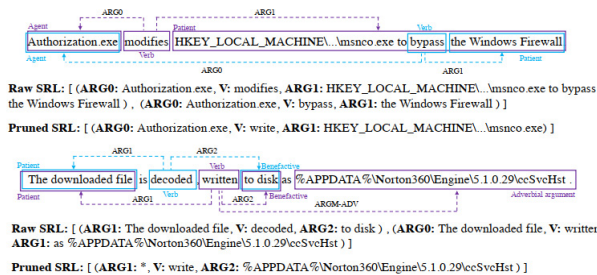 ARG0 ARG1
Agent Patient Verb
Authorization.exe modifies HKEY_LOCAL_MACHINE\...\msnco.exe to bypass the Windows Firewall
Agent Verb ARG1 Patient
ARG0
Raw SRL: [ (ARG0: Authorization.exe, V: modifies, ARG1: HKEY_LOCAL_MACHINE\...\msnco.exe to bypass
the Windows Firewall ) , (ARG0: Authorization.exe, V: bypass, ARG1: the Windows Firewall ) ]
Pruned SRL: [ (ARG0: Authorization.exe, V: write, ARG1: HKEY_LOCAL_MACHINE\...\msnco.exe) ]
ARG1 ARG2
Patient Verb Benefactive
The downloaded file is decoded written to disk as %APPDATA%\Norton360\Engine\5.1.0.29\ccSvcHst .
Patient Verb Benefactive Adverbial argument
ARG1 ARG2 ARGM-ADV
Raw SRL: [ (ARG1: The downloaded file, V: decoded, ARG2: to disk ) , (ARG0: The downloaded file, V: written
ARG1: as %APPDATA%\Norton360\Engine\5.1.0.29\ccSvcHst ) ]
Pruned SRL: [ (ARG1: *, V: write, ARG2: %APPDATA%\Norton360\Engine\5.1.0.29\ccSvcHst ) ]